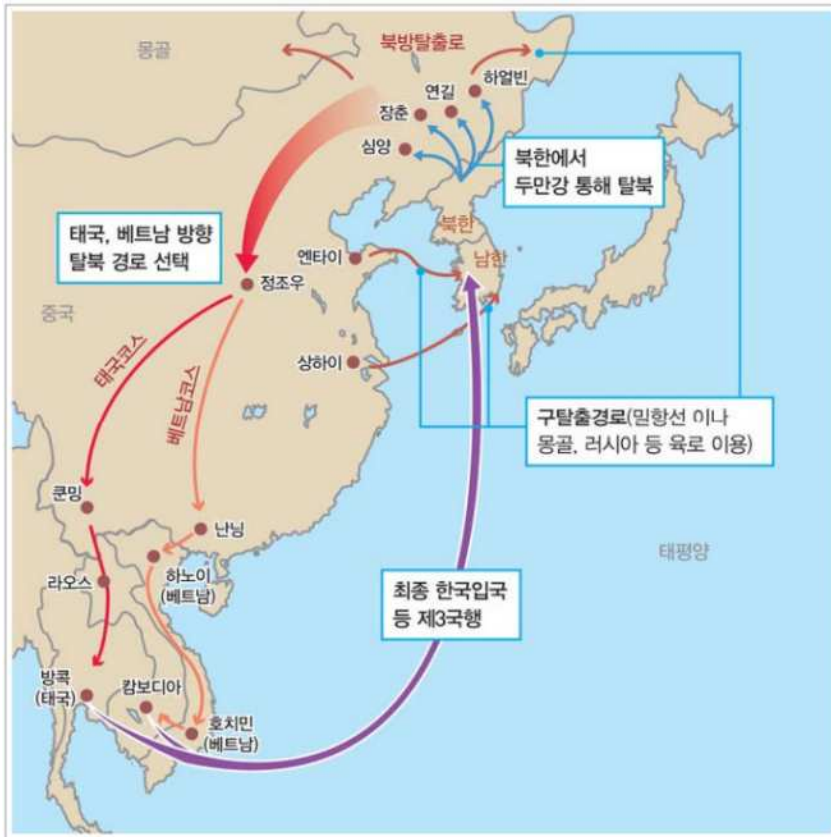 몽골
북방탈출로
하얼빈
연길
장춘
심양
북한에서
두만강 통해 탈북
북한
남한
태국, 베트남 방향
탈북 경로 선택
엔타이
정조우
중국
태국코스
베트남코스
상하이
구탈출경로(밀항선 이나
몽골, 러시아 등 육로 이용)
쿤밍
난닝
태평양
라오스
하노이
(베트남)
최종 한국입국
등 제3국행
방콕
(태국)
캄보디아
호치민
(베트남)